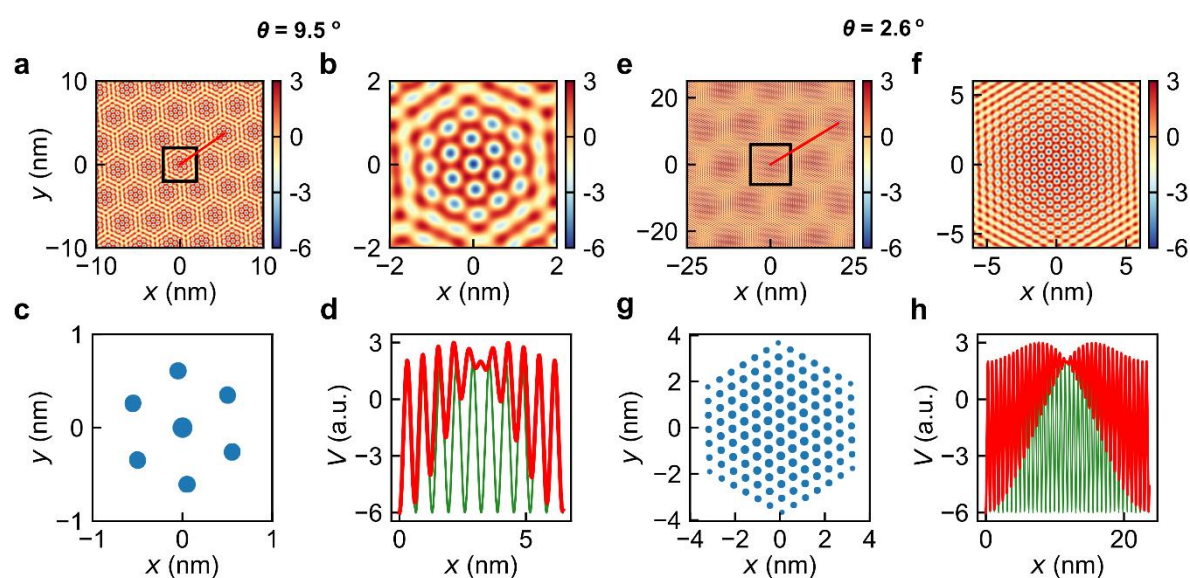 θ = 9.5 °
θ = 2.6 °
a
10
0
−10
y (nm)
−10 0 10
x (nm)
3
0
−3
−6
b
2
0
−2
−2 0 2
x (nm)
3
0
−3
−6
e
20
0
−20
y (nm)
−25 0 25
x (nm)
3
0
−3
−6
f
5
0
−5
−5 0 5
x (nm)
3
0
−3
−6
c
1
0
−1
y (nm)
−1 0 1
x (nm)
d
3
0
−3
−6
V (a.u.)
0 5
x (nm)
g
4
2
0
−2
−4
y (nm)
−4 −2 0 2 4
x (nm)
h
3
0
−3
−6
V (a.u.)
0 20
x (nm)